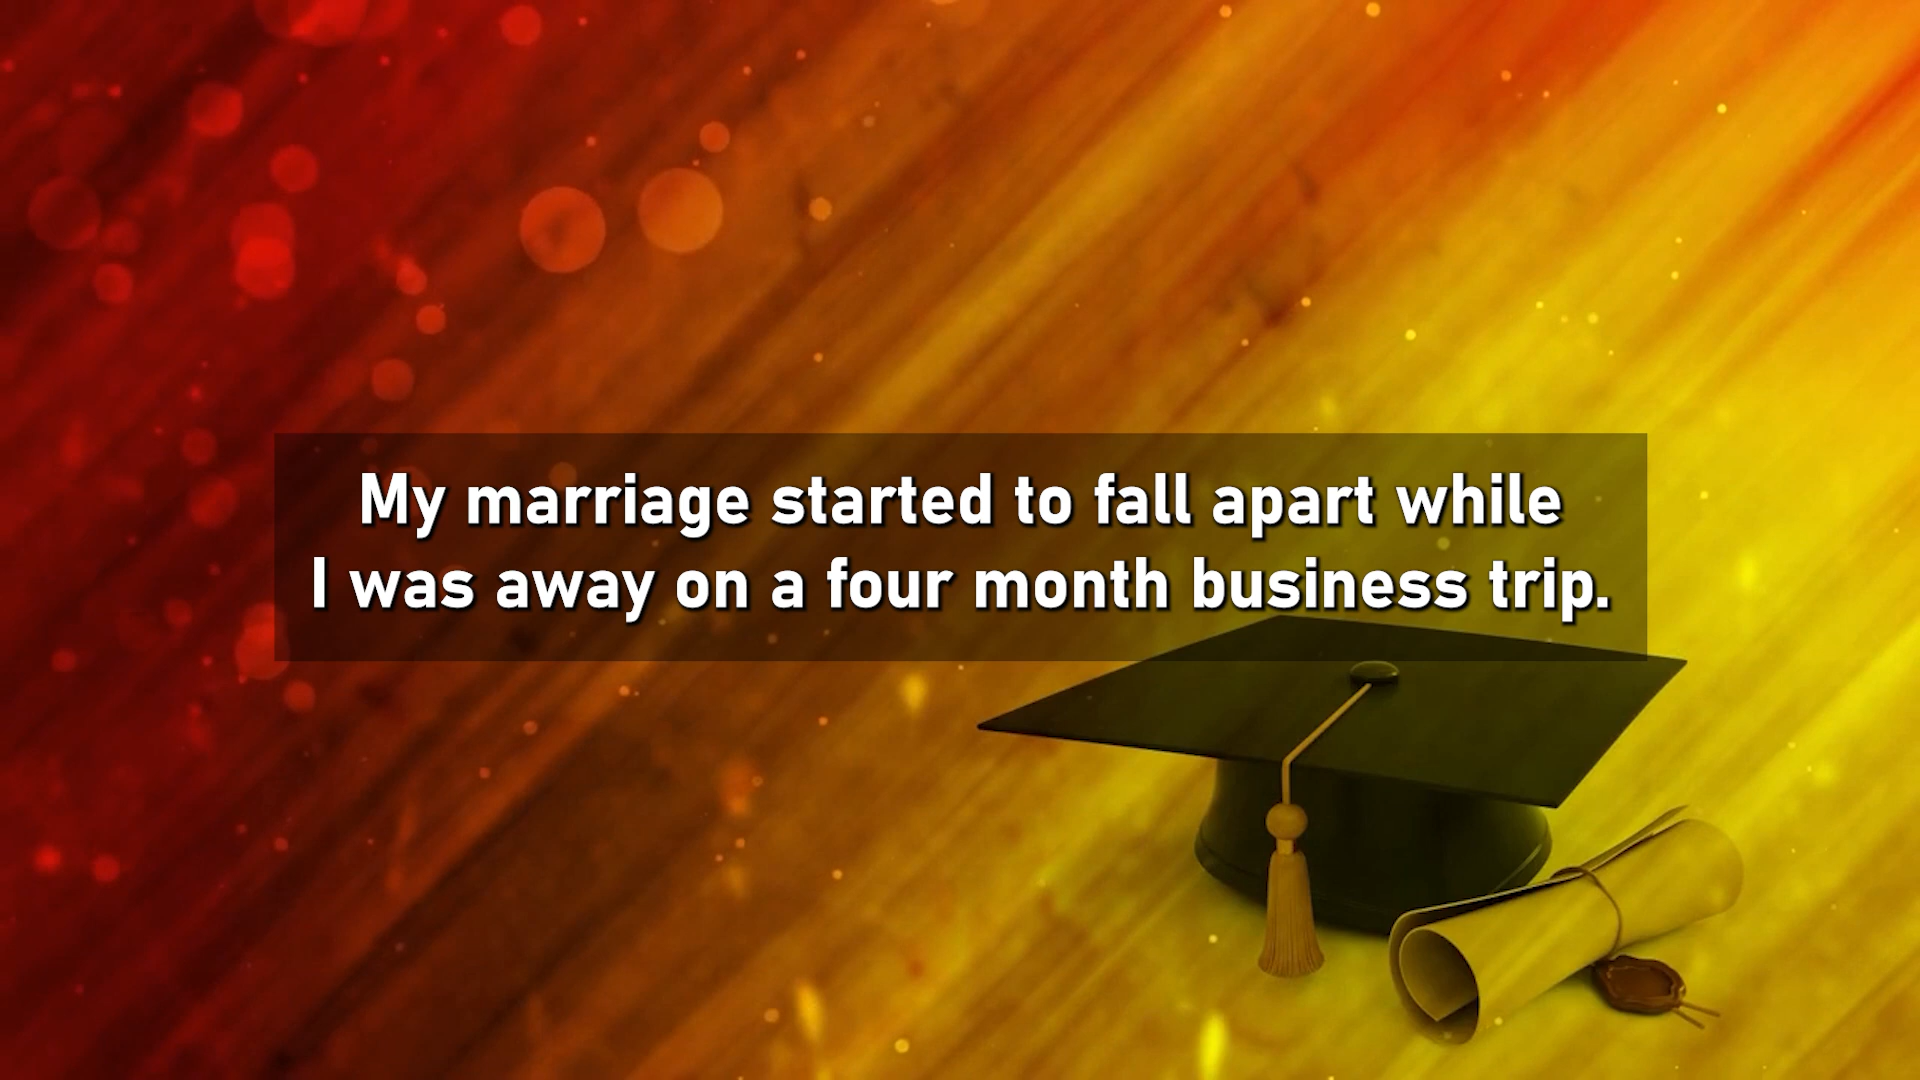 My marriage started to fall apart while
I was away on a four month business trip.